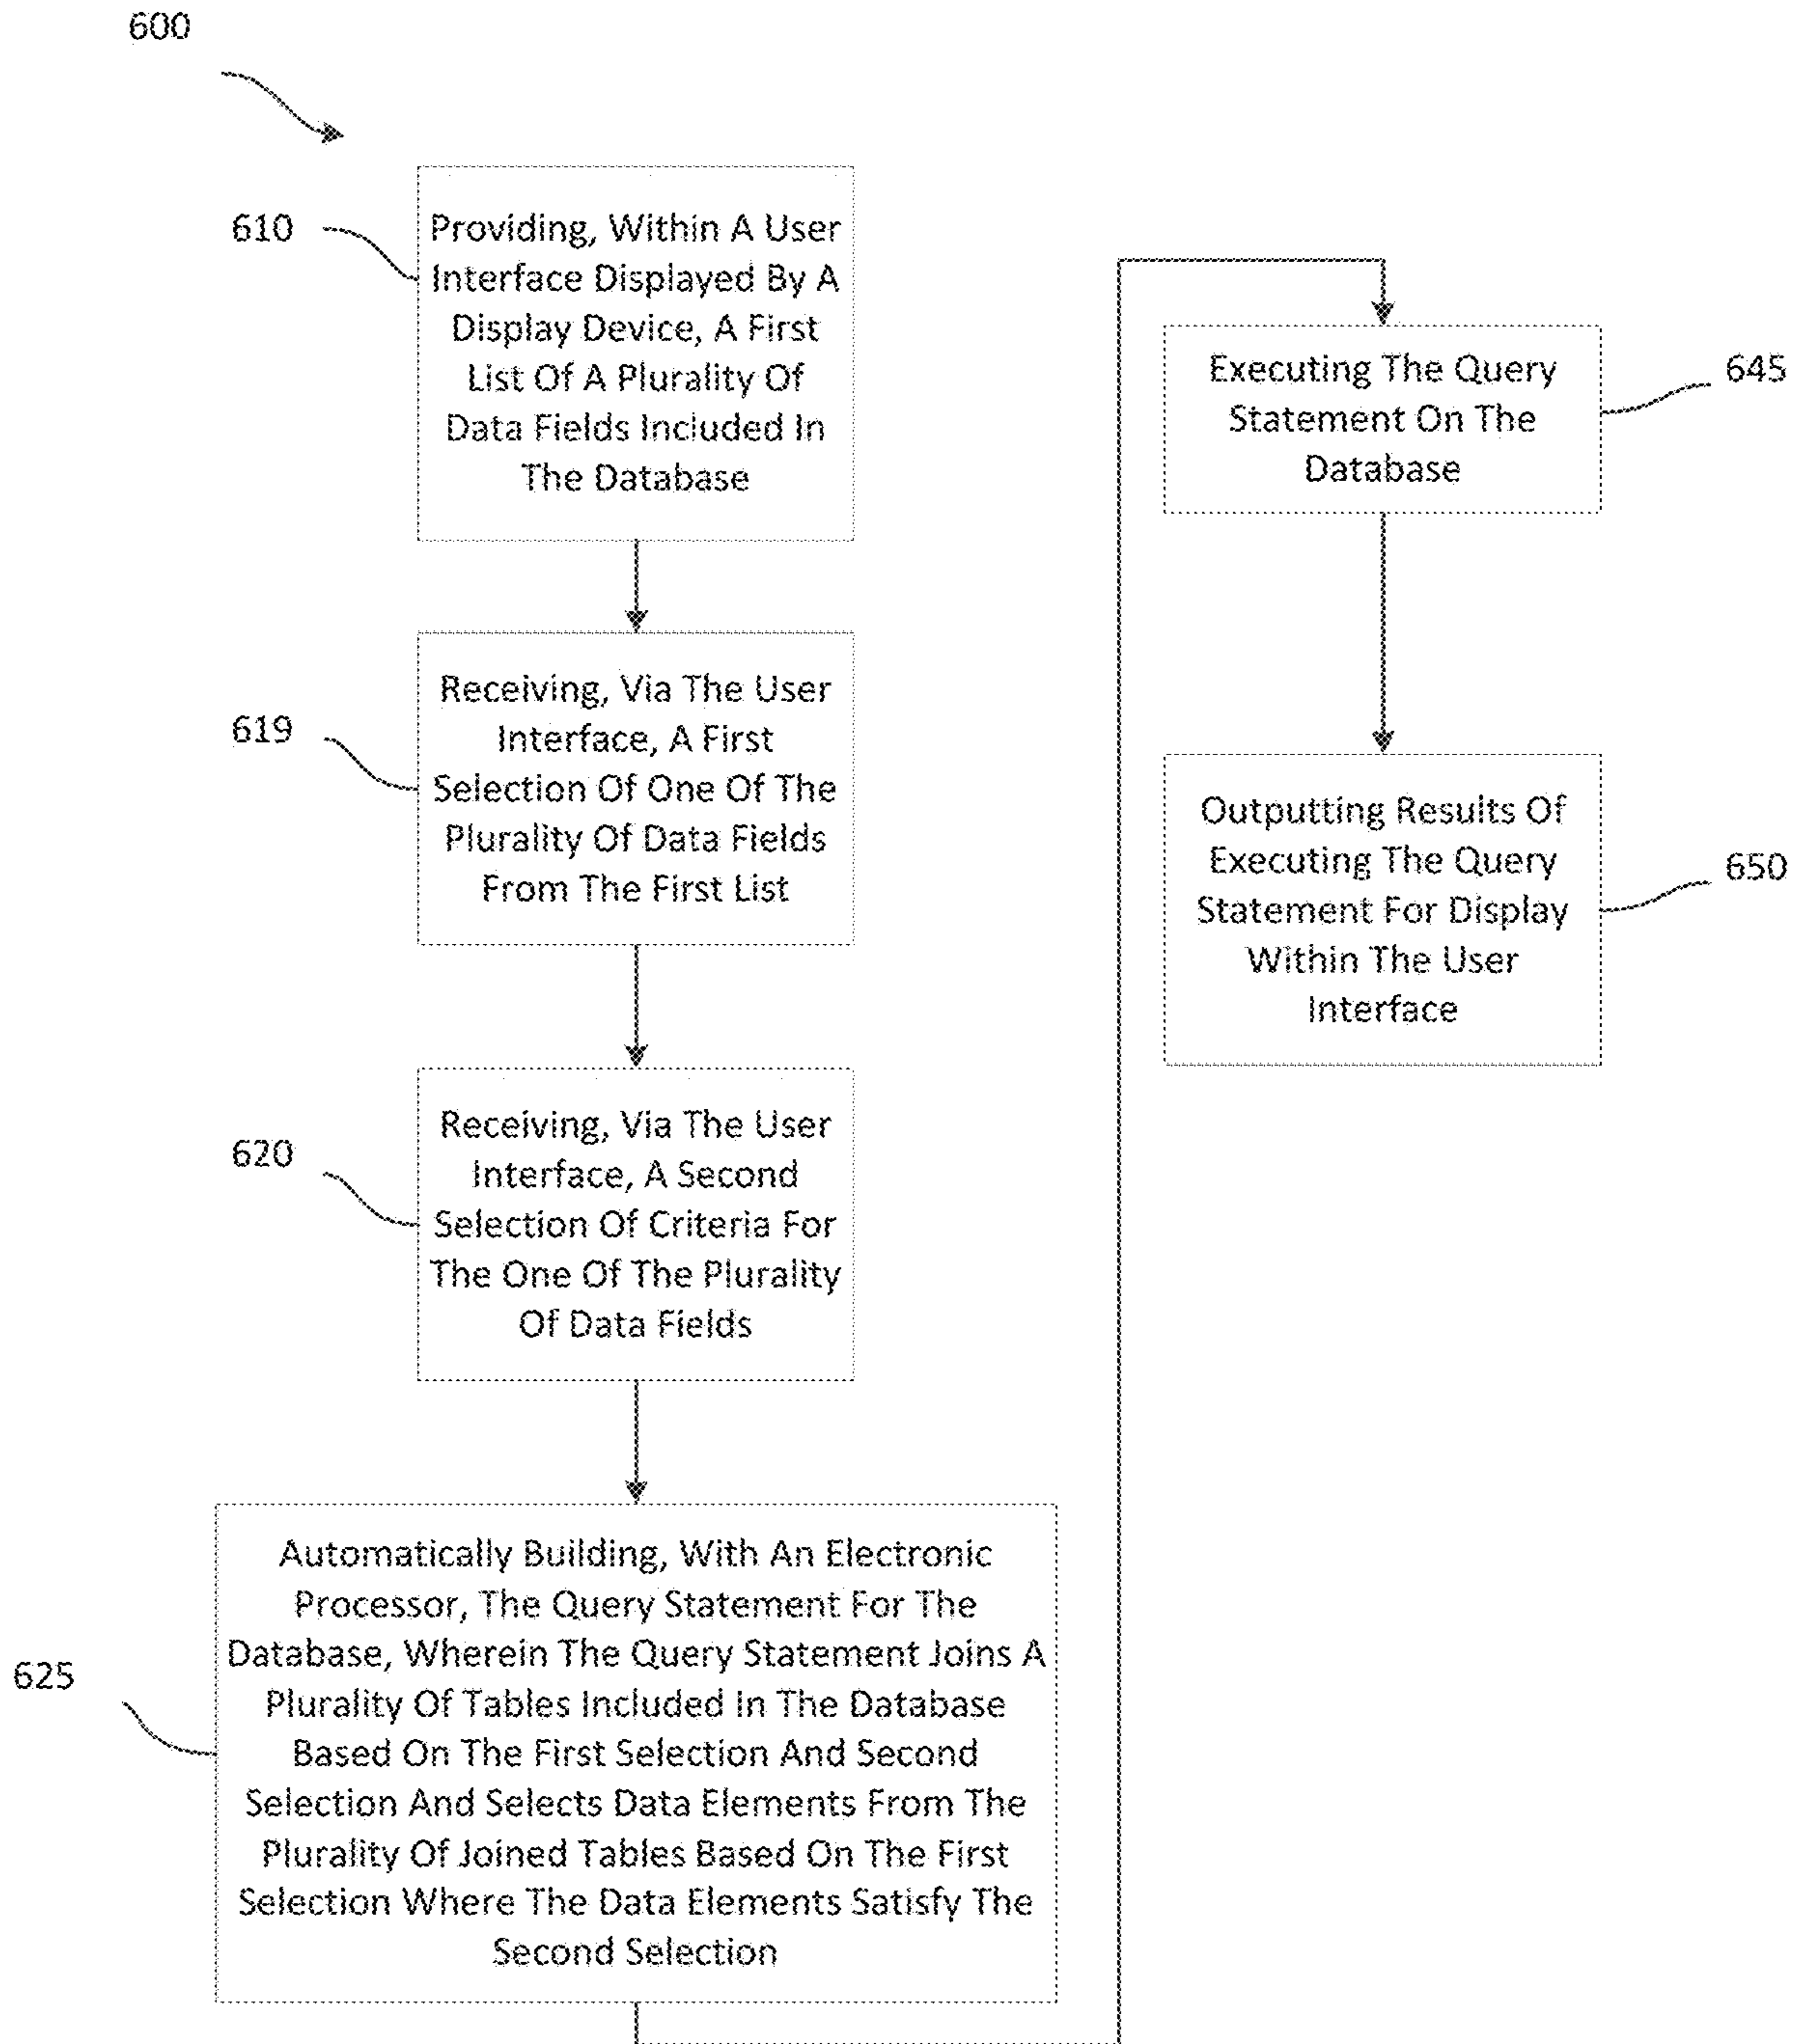 600
610
Providing, Within A User
Interface Displayed By A
Display Device, A First
List Of A Plurality Of
Data Fields Included In
The Database
619
Receiving, Via The User
Interface, A First
Selection Of One Of The
Plurality Of Data Fields
From The First List
620
Receiving, Via The User
Interface, A Second
Selection Of Criteria For
The One Of The Plurality
Of Data Fields
625
Automatically Building, With An Electronic
Processor, The Query Statement For The
Database, Wherein The Query Statement Joins A
Plurality Of Tables Included In The Database
Based On The First Selection And Second
Selection And Selects Data Elements From The
Plurality Of Joined Tables Based On The First
Selection Where The Data Elements Satisfy The
Second Selection
Executing The Query
Statement On The
Database
645
Outputting Results Of
Executing The Query
Statement For Display
Within The User
Interface
650